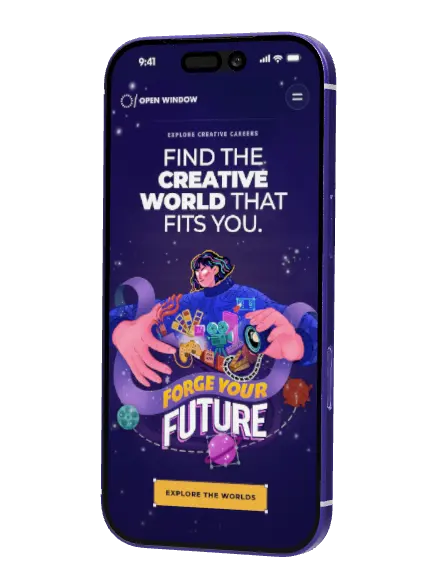 9:41
OPEN WINDOW
EXPLORE CREATIVE CAREERS
FIND THE
CREATIVE
WORLD THAT
FITS YOU.
FORGE YOUR
FUTURE
EXPLORE THE WORLDS